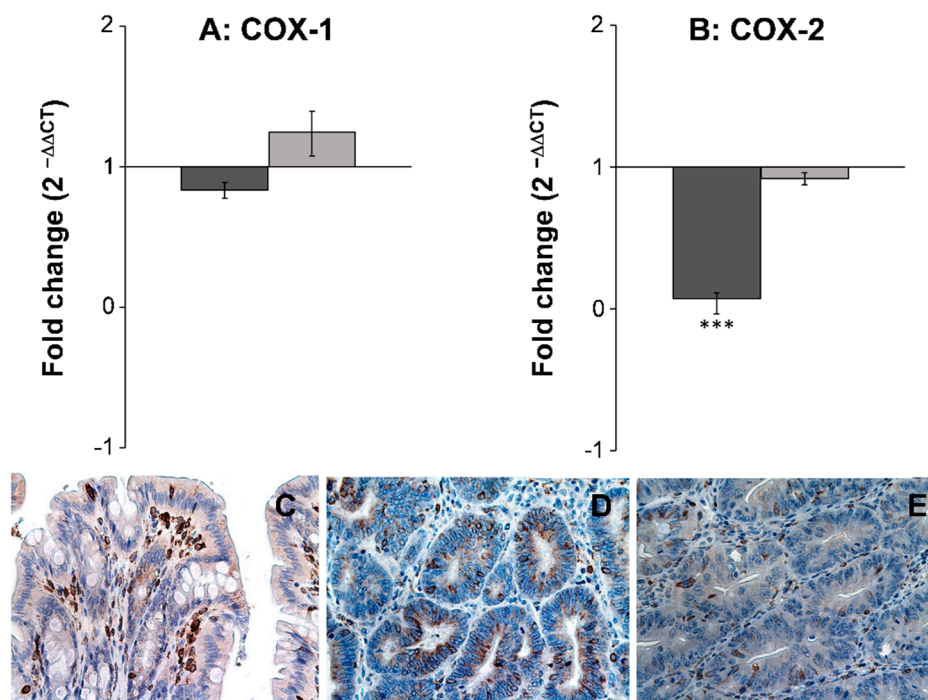 A: COX-1
Fold change (2 ⁻ΔΔCT)
2
1
0
-1
B: COX-2
Fold change (2 ⁻ΔΔCT)
2
1
0
-1
***
C
D
E